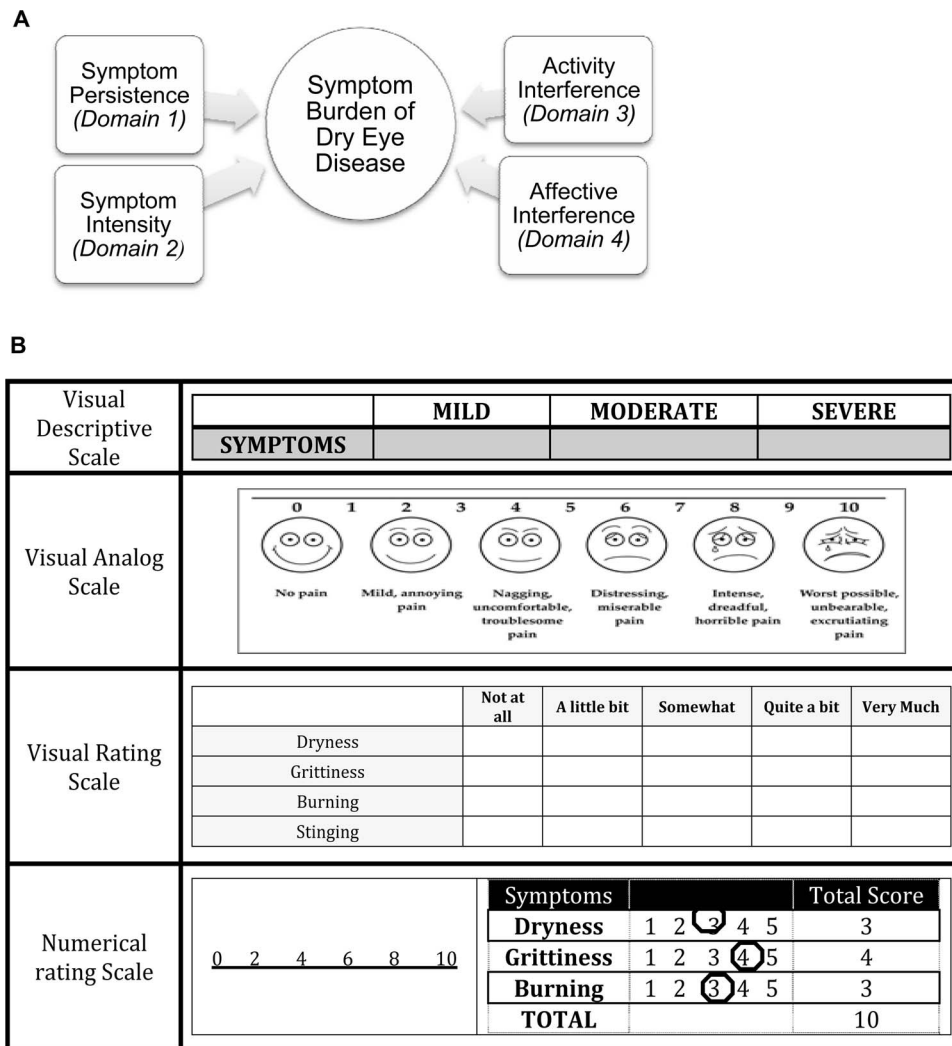 A
Symptom
Persistence
(Domain 1)
Symptom
Intensity
(Domain 2)
Symptom
Burden of
Dry Eye
Disease
Activity
Interference
(Domain 3)
Affective
Interference
(Domain 4)
B
Visual
Descriptive
Scale
MILD MODERATE SEVERE
SYMPTOMS
Visual Analog
Scale
0 1 2 3 4 5 6 7 8 9 10
No pain
Mild, annoying
pain
Nagging,
uncomfortable,
troublesome
pain
Distressing,
miserable
pain
Intense,
dreadful,
horrible pain
Worst possible,
unbearable,
excrutiating
pain
Visual Rating
Scale
Not at
all
A little bit Somewhat Quite a bit Very Much
Dryness
Grittiness
Burning
Stinging
Numerical
rating Scale
0 2 4 6 8 10
Symptoms Total Score
Dryness 1 2 3 4 5 3
Grittiness 1 2 3 4 5 4
Burning 1 2 3 4 5 3
TOTAL 10